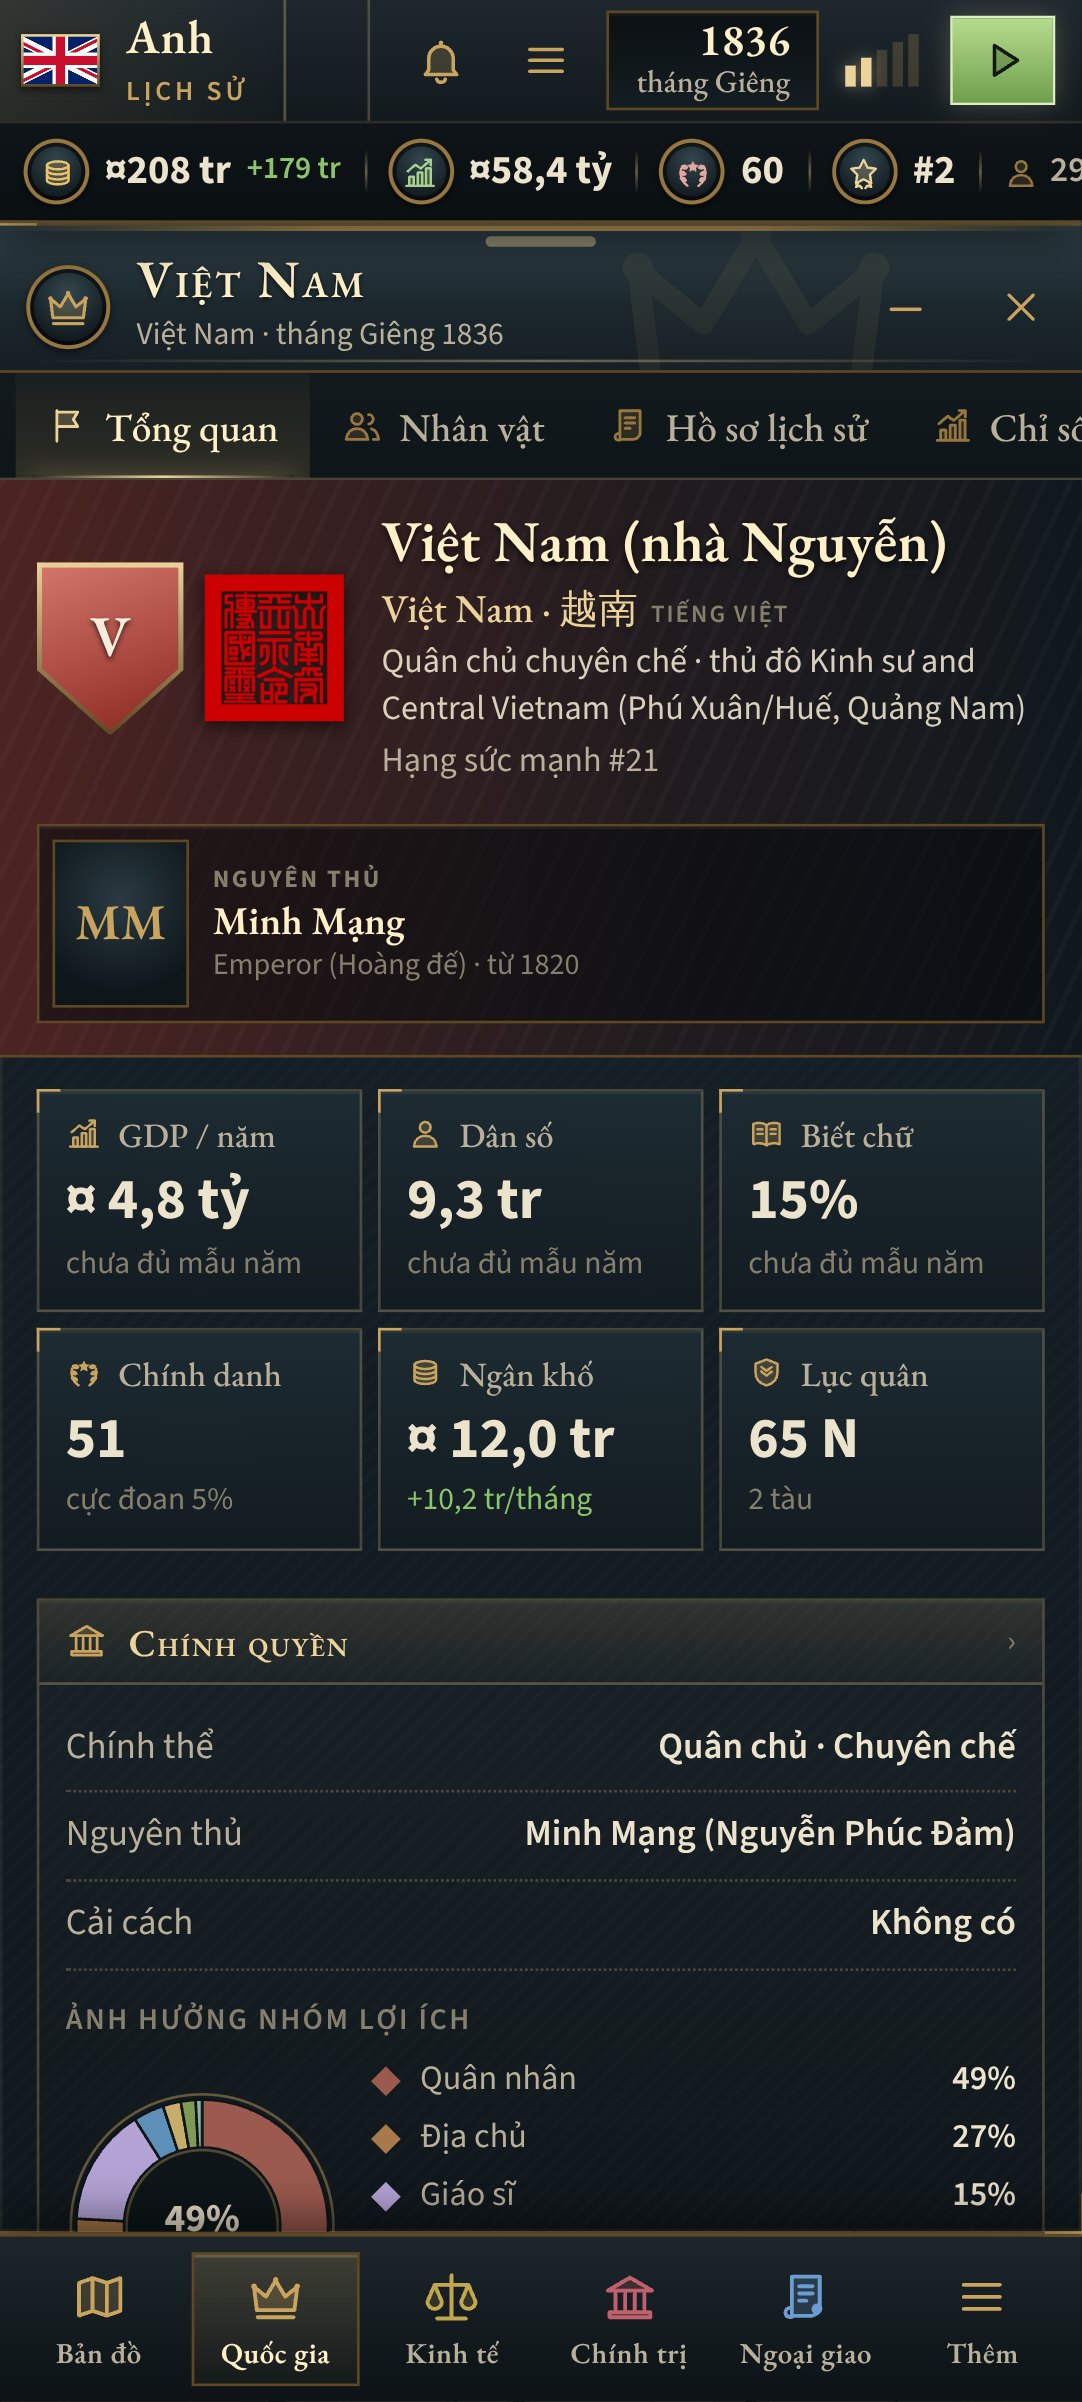 Anh
LỊCH SỬ
1836
tháng Giêng
¤208 tr +179 tr
¤58,4 tỷ
60
#2
VIỆT NAM
Việt Nam · tháng Giêng 1836
Tổng quan
Nhân vật
Hồ sơ lịch sử
Chỉ số
V
Việt Nam (nhà Nguyễn)
Việt Nam · 越南 TIẾNG VIỆT
Quân chủ chuyên chế · thủ đô Kinh sư and
Central Vietnam (Phú Xuân/Huế, Quảng Nam)
Hạng sức mạnh #21
MM
NGUYÊN THỦ
Minh Mạng
Emperor (Hoàng đế) · từ 1820
GDP / năm
¤ 4,8 tỷ
chưa đủ mẫu năm
Dân số
9,3 tr
chưa đủ mẫu năm
Biết chữ
15%
chưa đủ mẫu năm
Chính danh
51
cực đoan 5%
Ngân khố
¤ 12,0 tr
+10,2 tr/tháng
Lục quân
65 N
2 tàu
CHÍNH QUYỀN
Chính thể
Quân chủ · Chuyên chế
Nguyên thủ
Minh Mạng (Nguyễn Phúc Đảm)
Cải cách
Không có
ẢNH HƯỞNG NHÓM LỢI ÍCH
49%
Quân nhân 49%
Địa chủ 27%
Giáo sĩ 15%
Bản đồ
Quốc gia
Kinh tế
Chính trị
Ngoại giao
Thêm